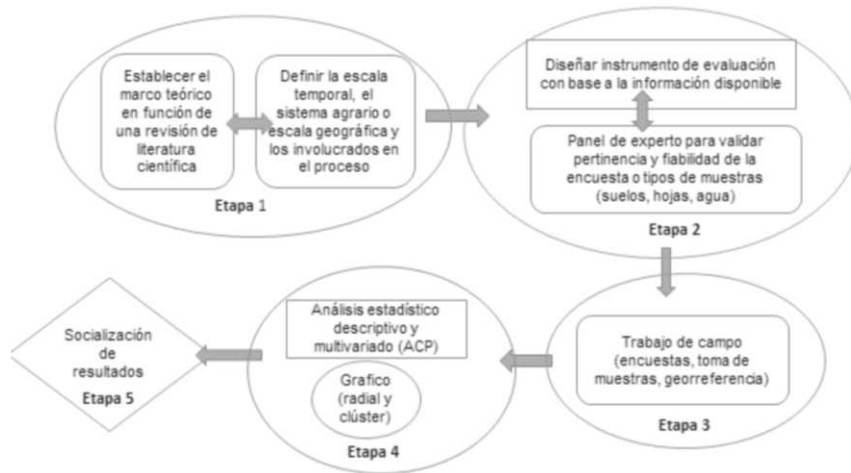 Establecer el
marco teórico
en función de
una revisión de
literatura
científica
Definir la escala
temporal, el
sistema agrario o
escala geográfica y
los involucrados en
el proceso
Etapa 1
Diseñar instrumento de evaluación
con base a la información disponible
Panel de experto para validar
pertinencia y fiabilidad de la
encuesta o tipos de muestras
(suelos, hojas, agua)
Etapa 2
Trabajo de campo
(encuestas, toma de
muestras, georreferencia)
Etapa 3
Análisis estadístico
descriptivo y
multivariado (ACP)
Grafico
(radial y
clúster)
Etapa 4
Socialización
de
resultados
Etapa 5